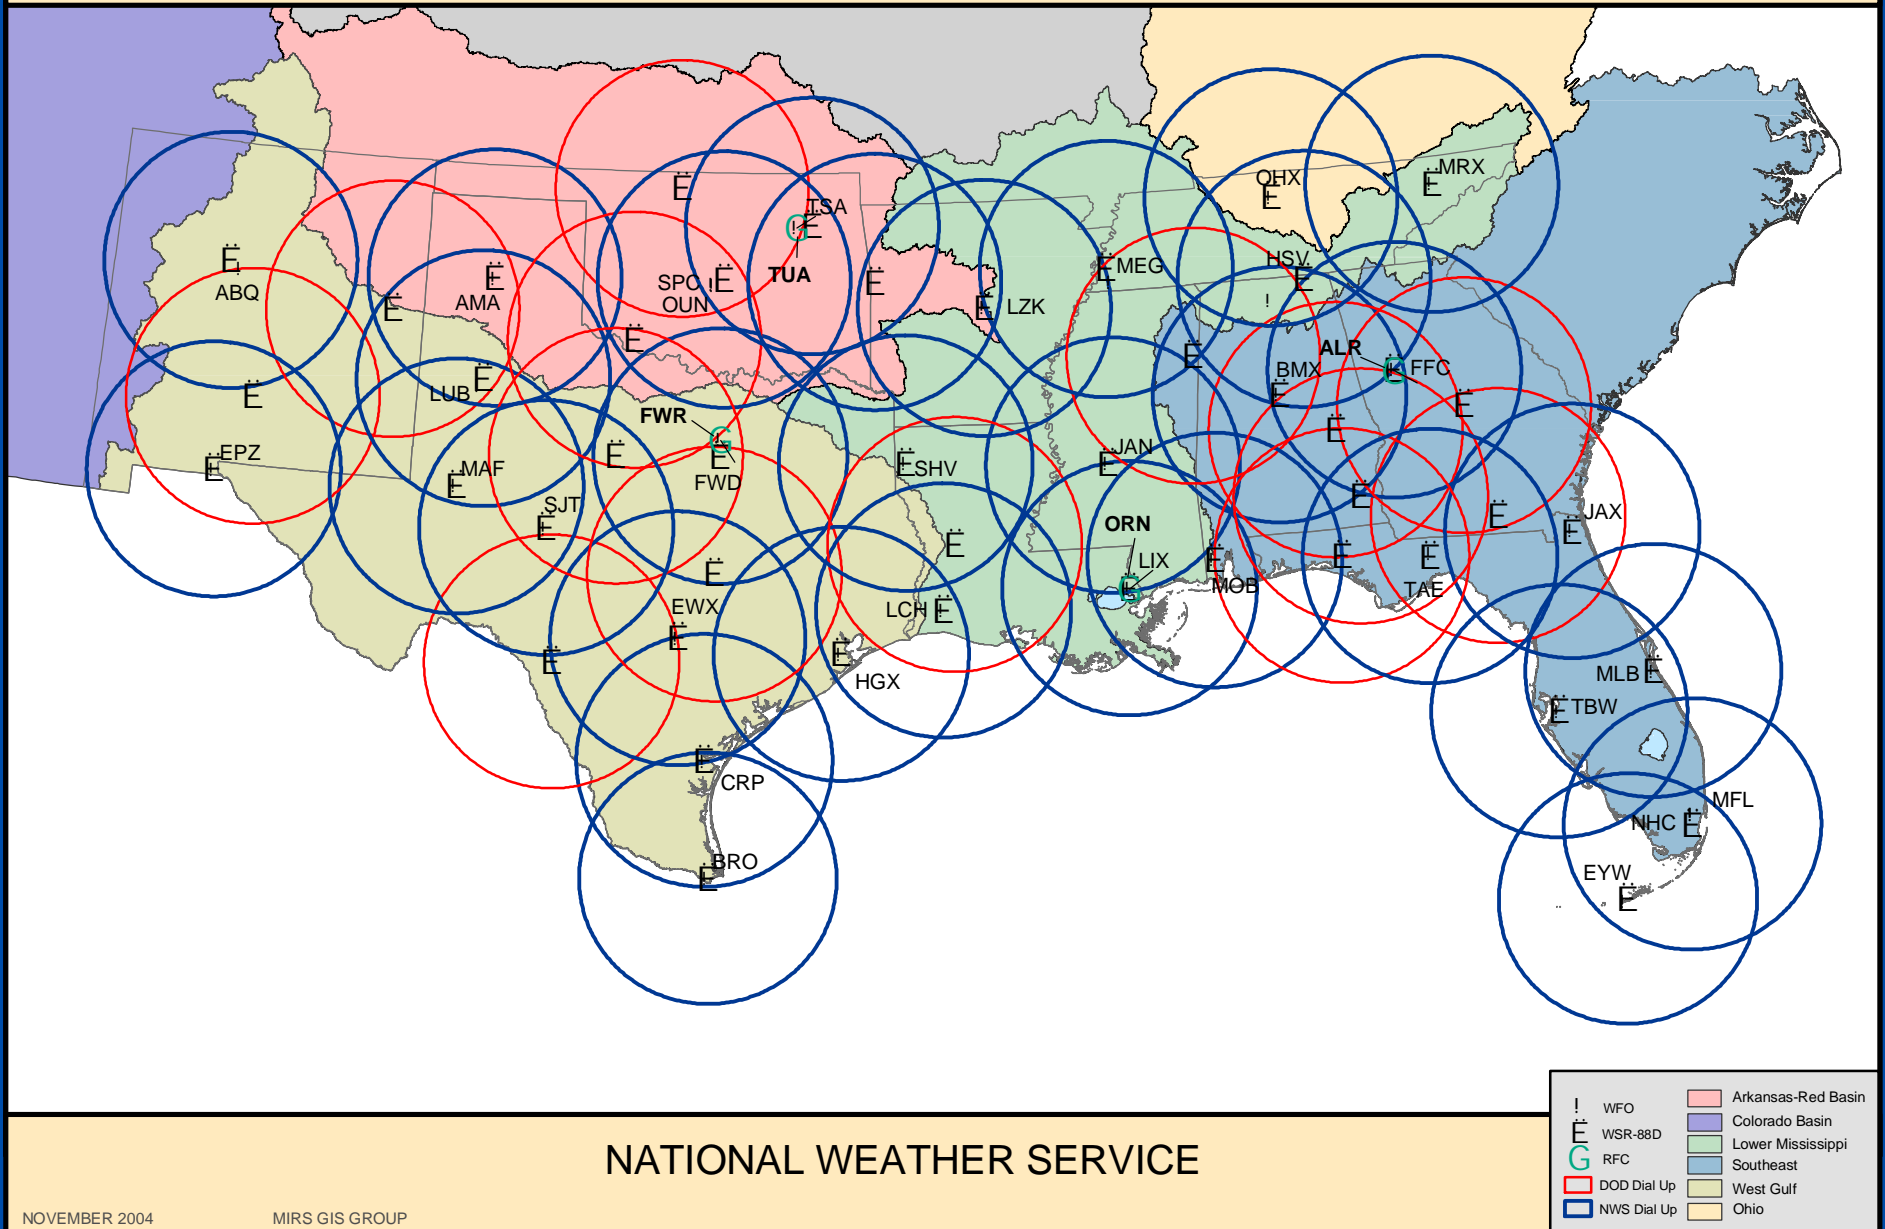 OHX
MRX
TSA
ABQ
AMA
SPC
OUN
TUA
LZK
MEG
HSV
LUB
FWR
BMX
ALR
FFC
EPZ
MAF
SJT
FWD
SHV
JAN
ORN
LIX
MOB
TAE
JAX
EWX
LCH
HGX
MLB
TBW
CRP
BRO
MFL
NHC
EYW
! WFO
Ë WSR-88D
G RFC
DOD Dial Up
NWS Dial Up
Arkansas-Red Basin
Colorado Basin
Lower Mississippi
Southeast
West Gulf
Ohio
NATIONAL WEATHER SERVICE
NOVEMBER 2004 MIRS GIS GROUP